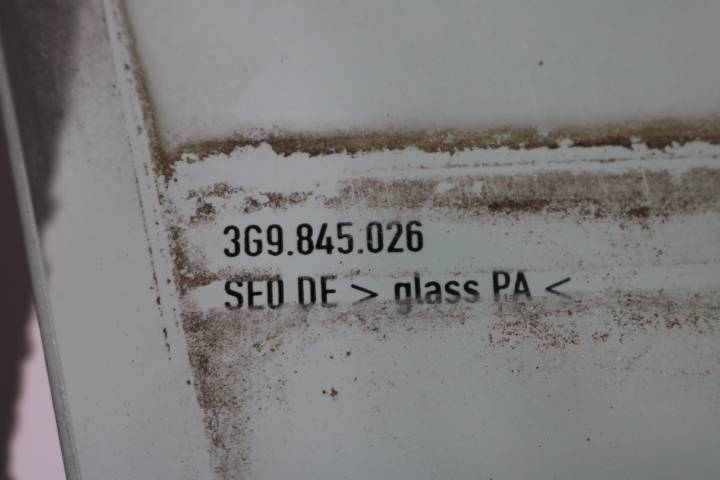 3G9.845.026
SEO DE > glass PA <